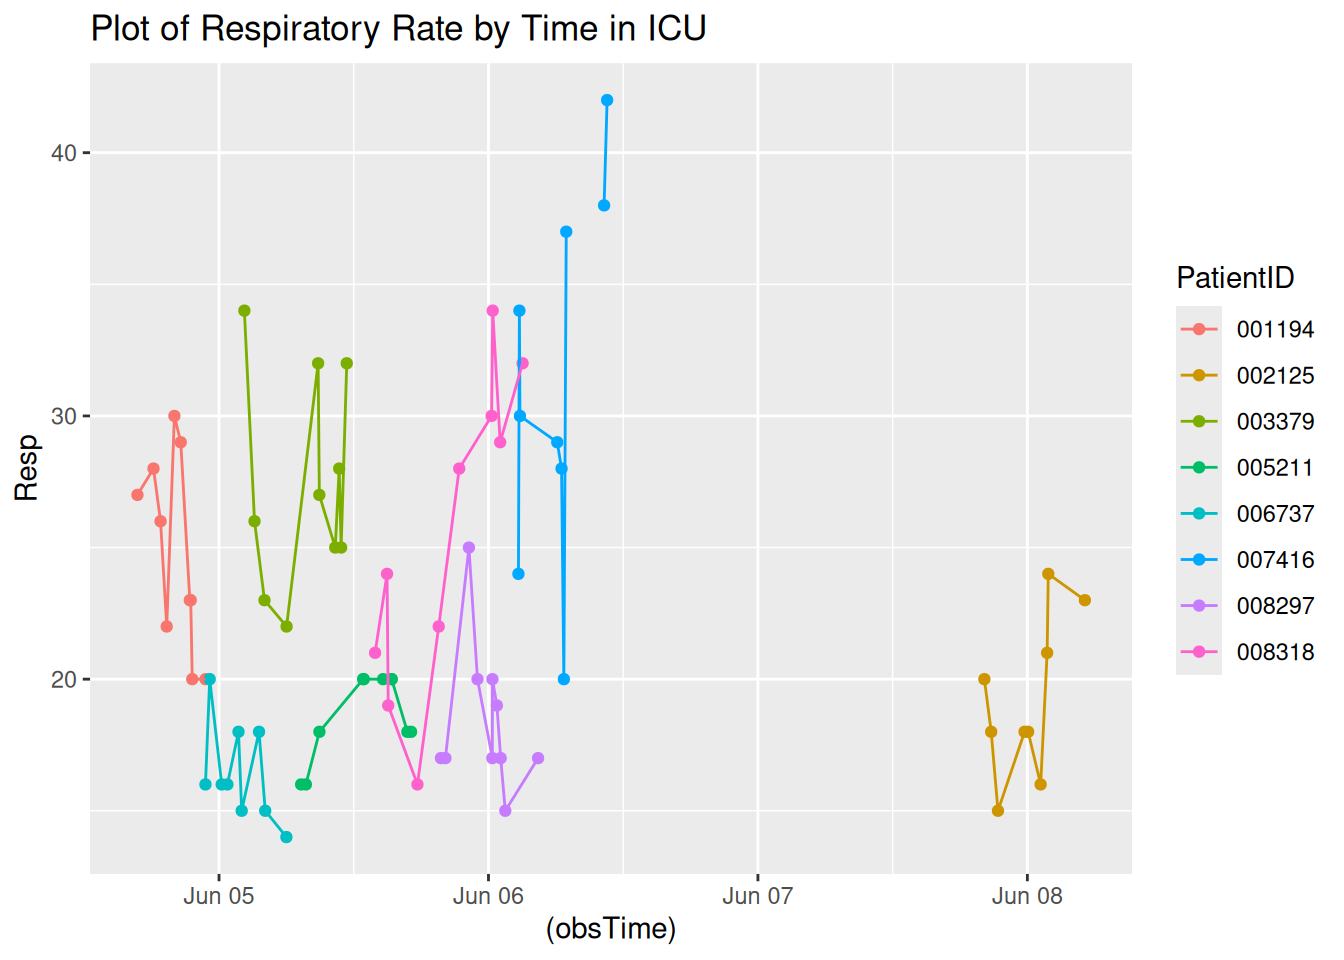 Plot of Respiratory Rate by Time in ICU
40
30
20
Resp
Jun 05
Jun 06
Jun 07
Jun 08
(obsTime)
PatientID
001194
002125
003379
005211
006737
007416
008297
008318